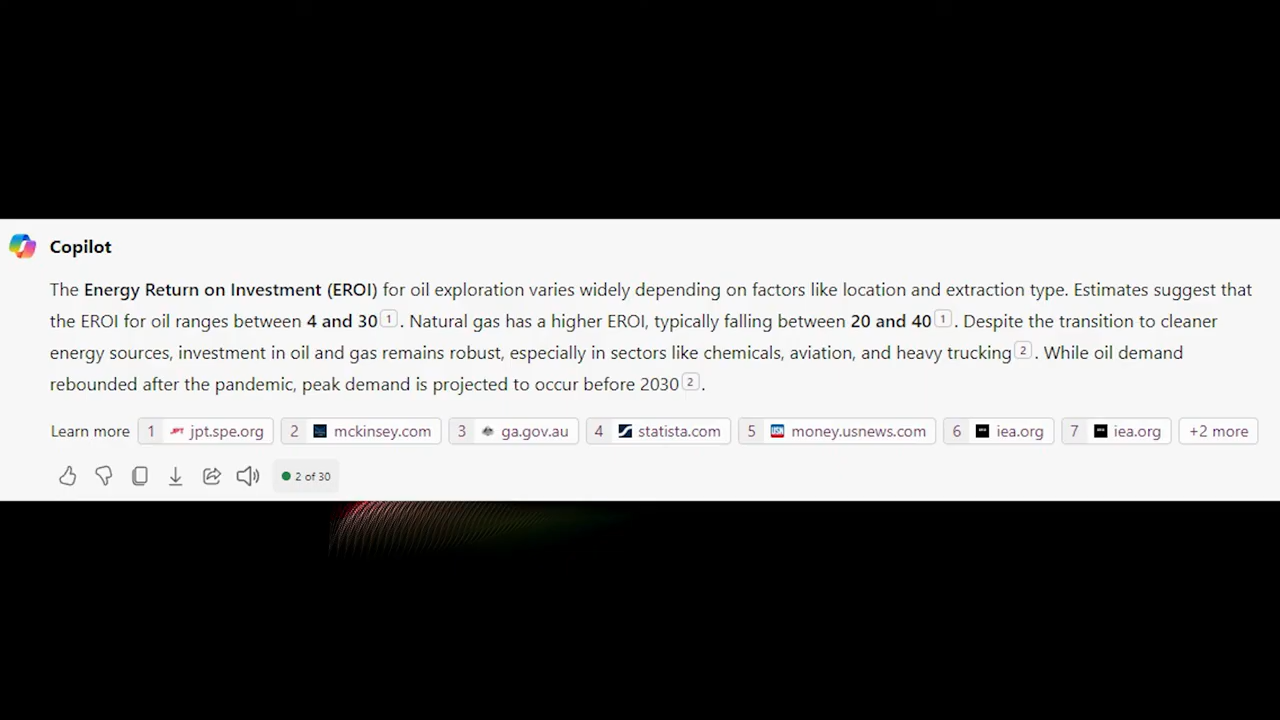 Copilot
The Energy Return on Investment (EROI) for oil exploration varies widely depending on factors like location and extraction type. Estimates suggest that
the EROI for oil ranges between 4 and 30 1. Natural gas has a higher EROI, typically falling between 20 and 40 1. Despite the transition to cleaner
energy sources, investment in oil and gas remains robust, especially in sectors like chemicals, aviation, and heavy trucking 2. While oil demand
rebounded after the pandemic, peak demand is projected to occur before 2030 2.
Learn more 1 JPT jpt.spe.org 2 mckinsey.com 3 ga.gov.au 4 statista.com 5 USN money.usnews.com 6 iea.org 7 iea.org +2 more
2 of 30